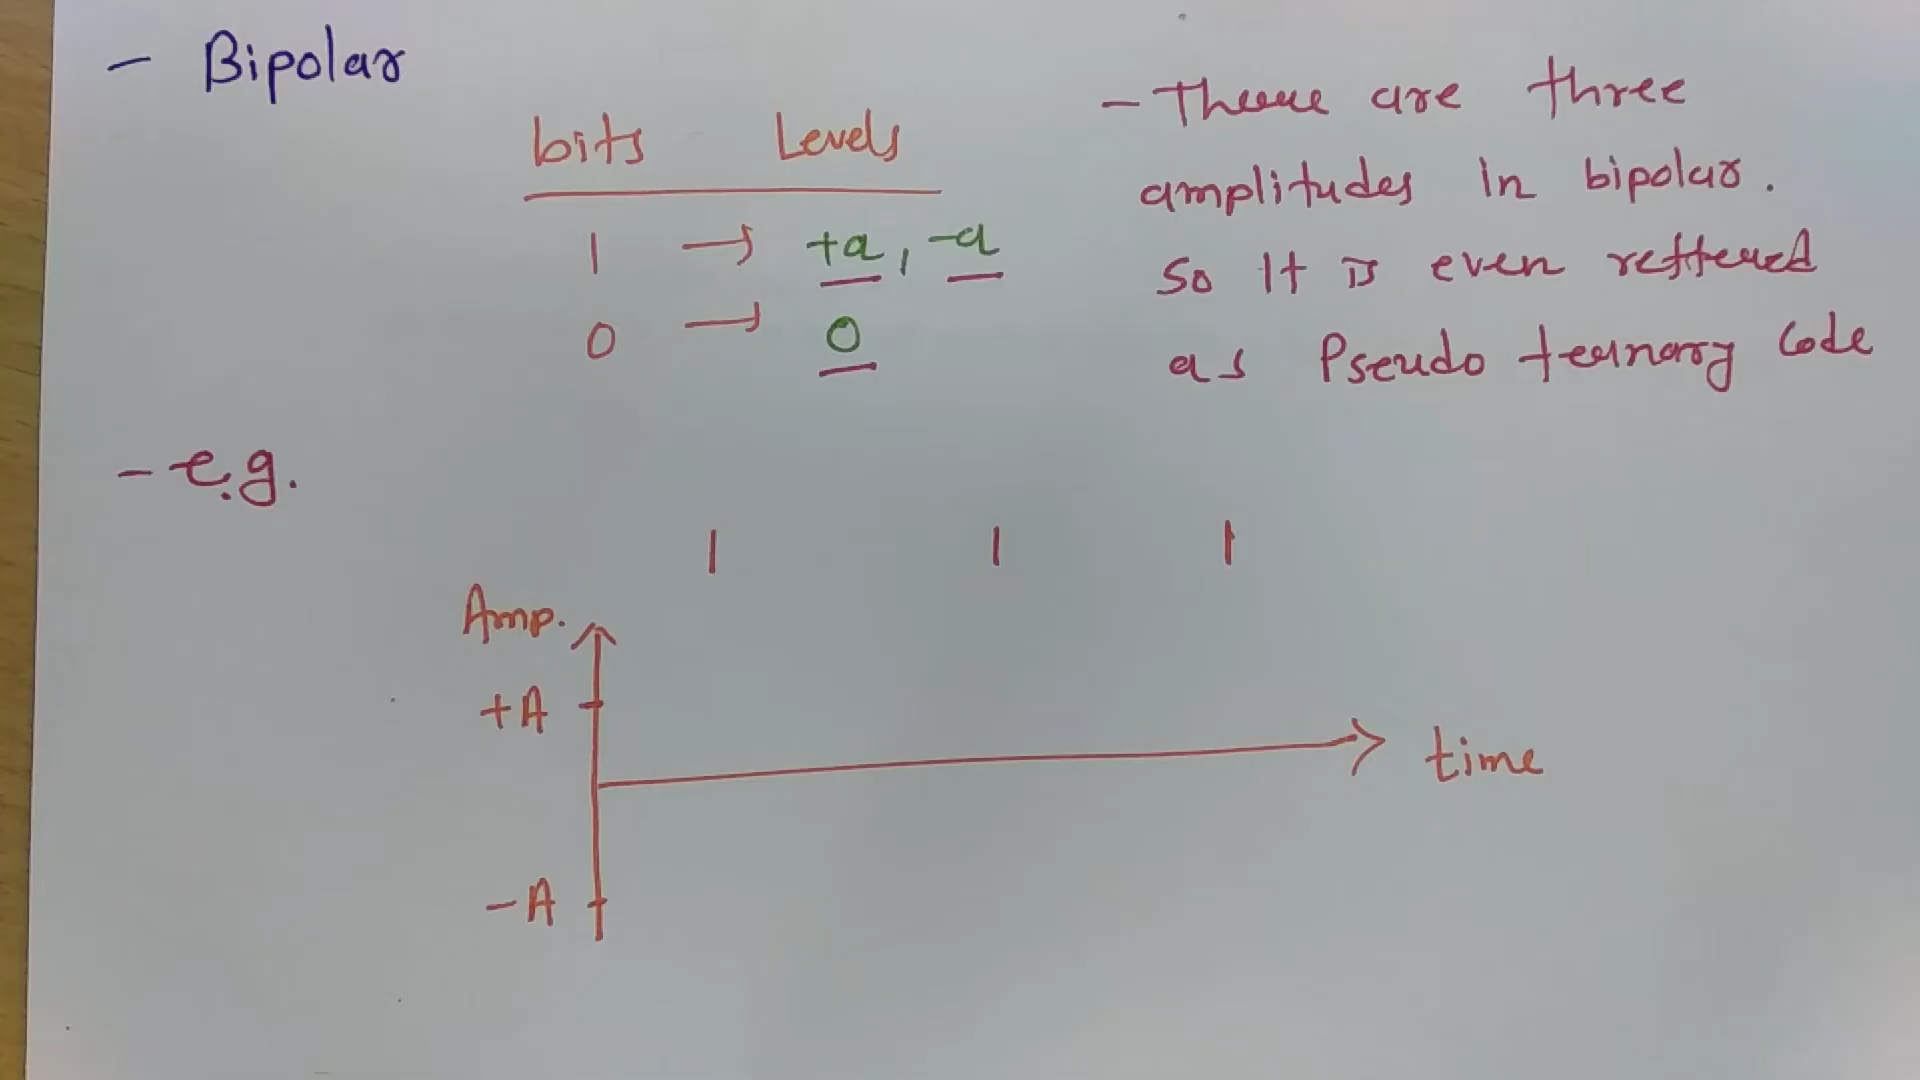 - Bipolar
bits Levels
1 → +a, -a
0 → 0
- There are three
amplitudes in bipolar.
So It is even reffered
as Pseudo ternary Code
- e.g.
1 1 1
Amp.
+A
time
-A